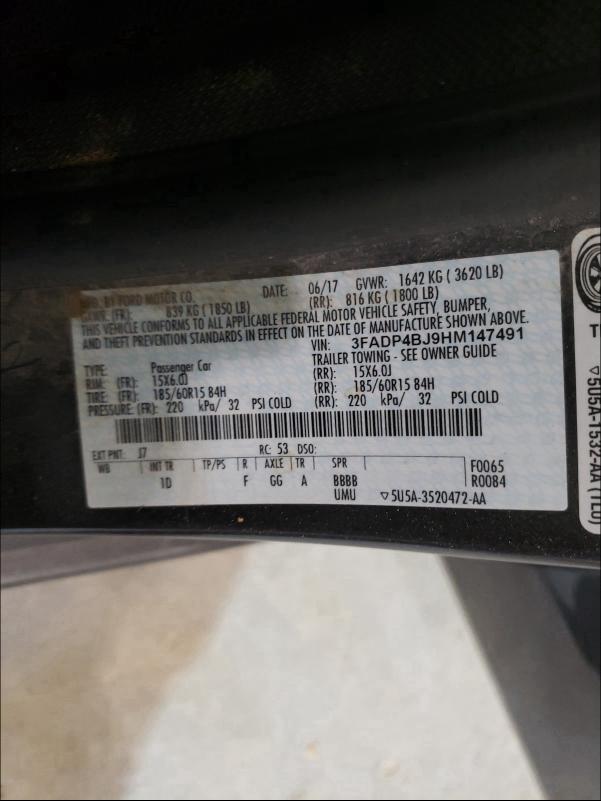 MFD. BY FORD MOTOR CO. DATE: 06/17 GVWR: 1642 KG ( 3620 LB)
GAWR: (FR): 839 KG ( 1850 LB) (RR): 816 KG ( 1800 LB)
THIS VEHICLE CONFORMS TO ALL APPLICABLE FEDERAL MOTOR VEHICLE SAFETY, BUMPER,
AND THEFT PREVENTION STANDARDS IN EFFECT ON THE DATE OF MANUFACTURE SHOWN ABOVE.
VIN: 3FADP4BJ9HM147491
TYPE: Passenger Car TRAILER TOWING - SEE OWNER GUIDE
RIM: (FR): 15X6.0J (RR): 15X6.0J
TIRE: (FR): 185/60R15 84H (RR): 185/60R15 84H
PRESSURE: (FR): 220 kPa/ 32 PSI COLD (RR): 220 kPa/ 32 PSI COLD
EXT PNT: J7 RC: 53 DSO:
WB INT TR TP/PS R AXLE TR SPR F0065
1D F GG A BBBB R0084
UMU ▽5U5A-3520472-AA
▽5U5A-1532-AA (TLU)